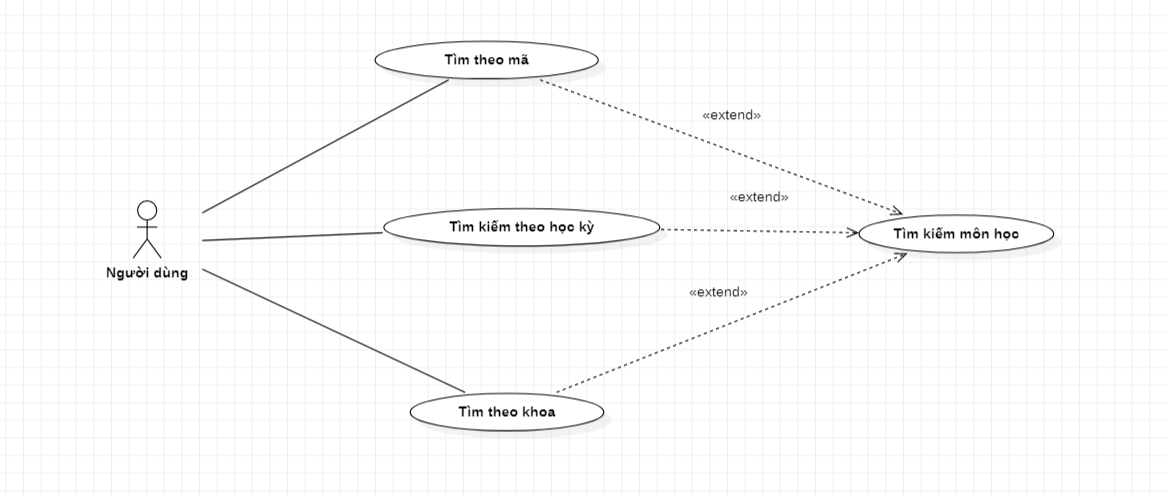 Tìm theo mã
«extend»
«extend»
Tìm kiếm theo học kỳ
Tìm kiếm môn học
Người dùng
«extend»
Tìm theo khoa